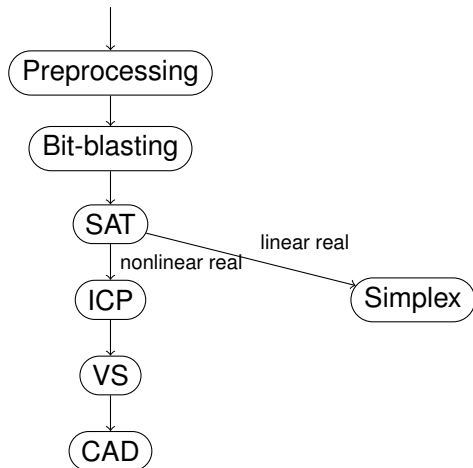 Preprocessing
Bit-blasting
SAT
linear real
nonlinear real
ICP
Simplex
VS
CAD